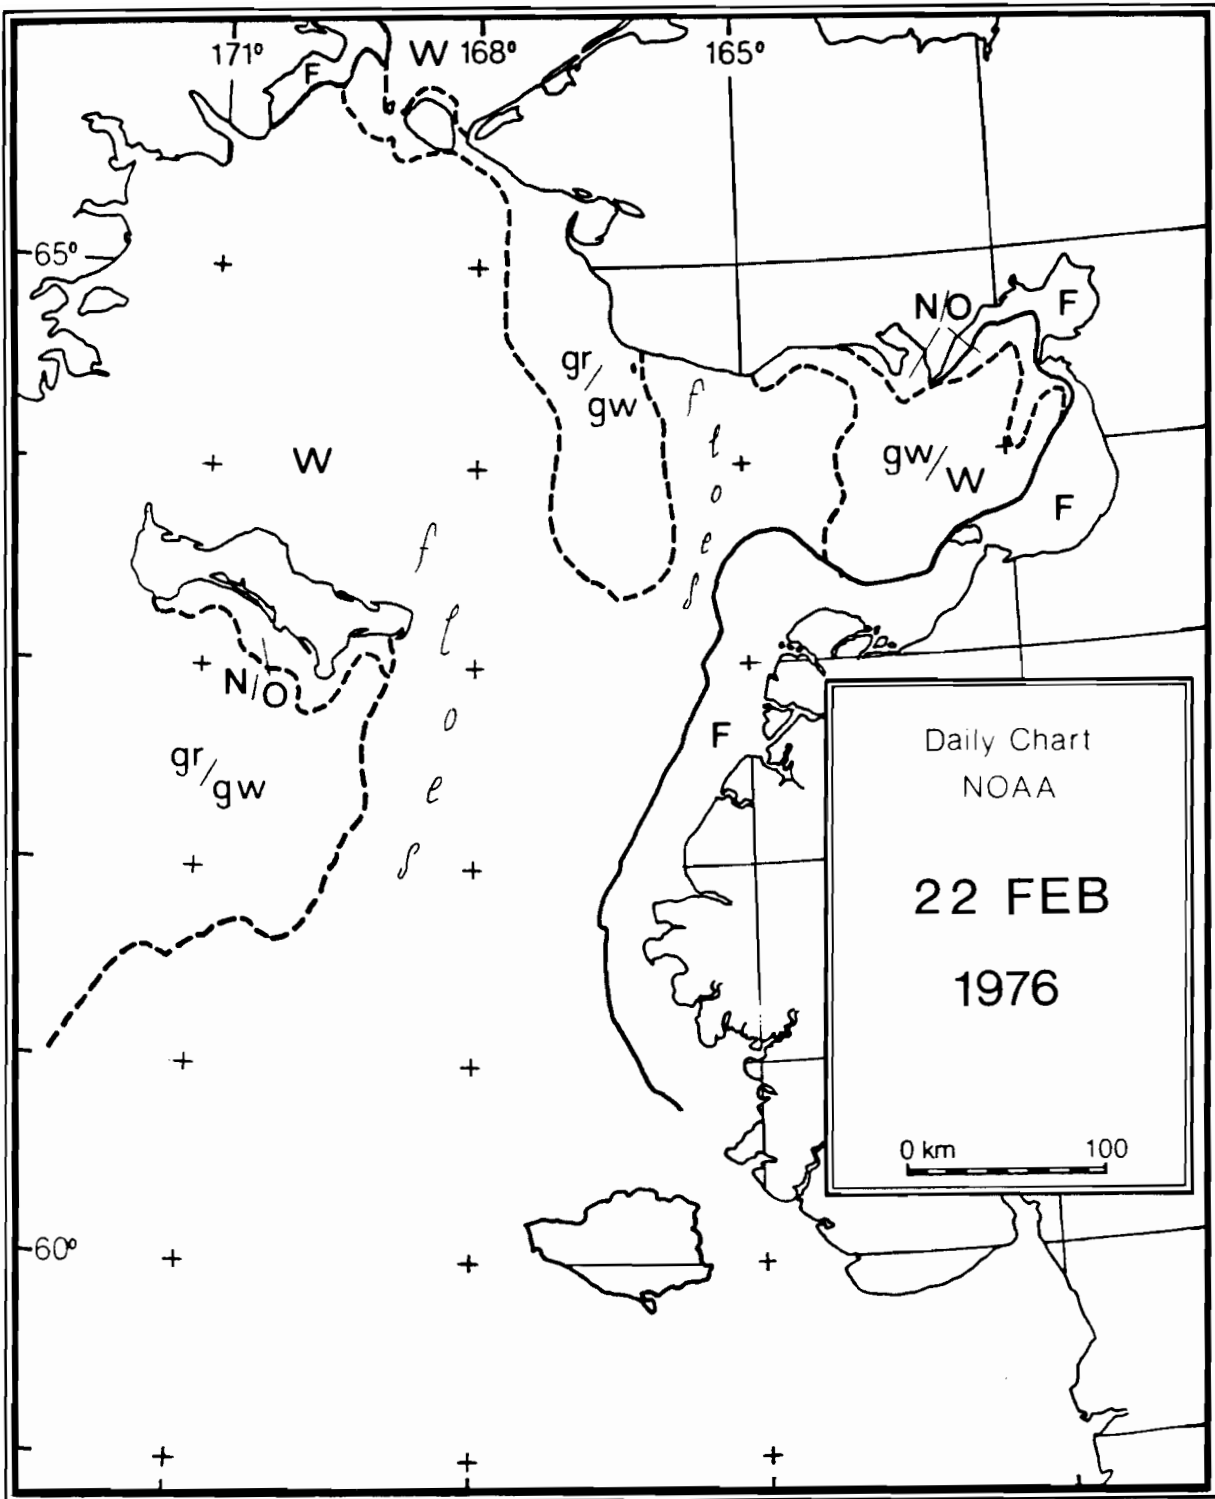 171°
W
168°
165°
F
65°
N/O
F
gr/gw
floes
W
gw/W
F
floes
N/O
gr/gw
F
Daily Chart
NOAA
22 FEB
1976
0 km 100
60°